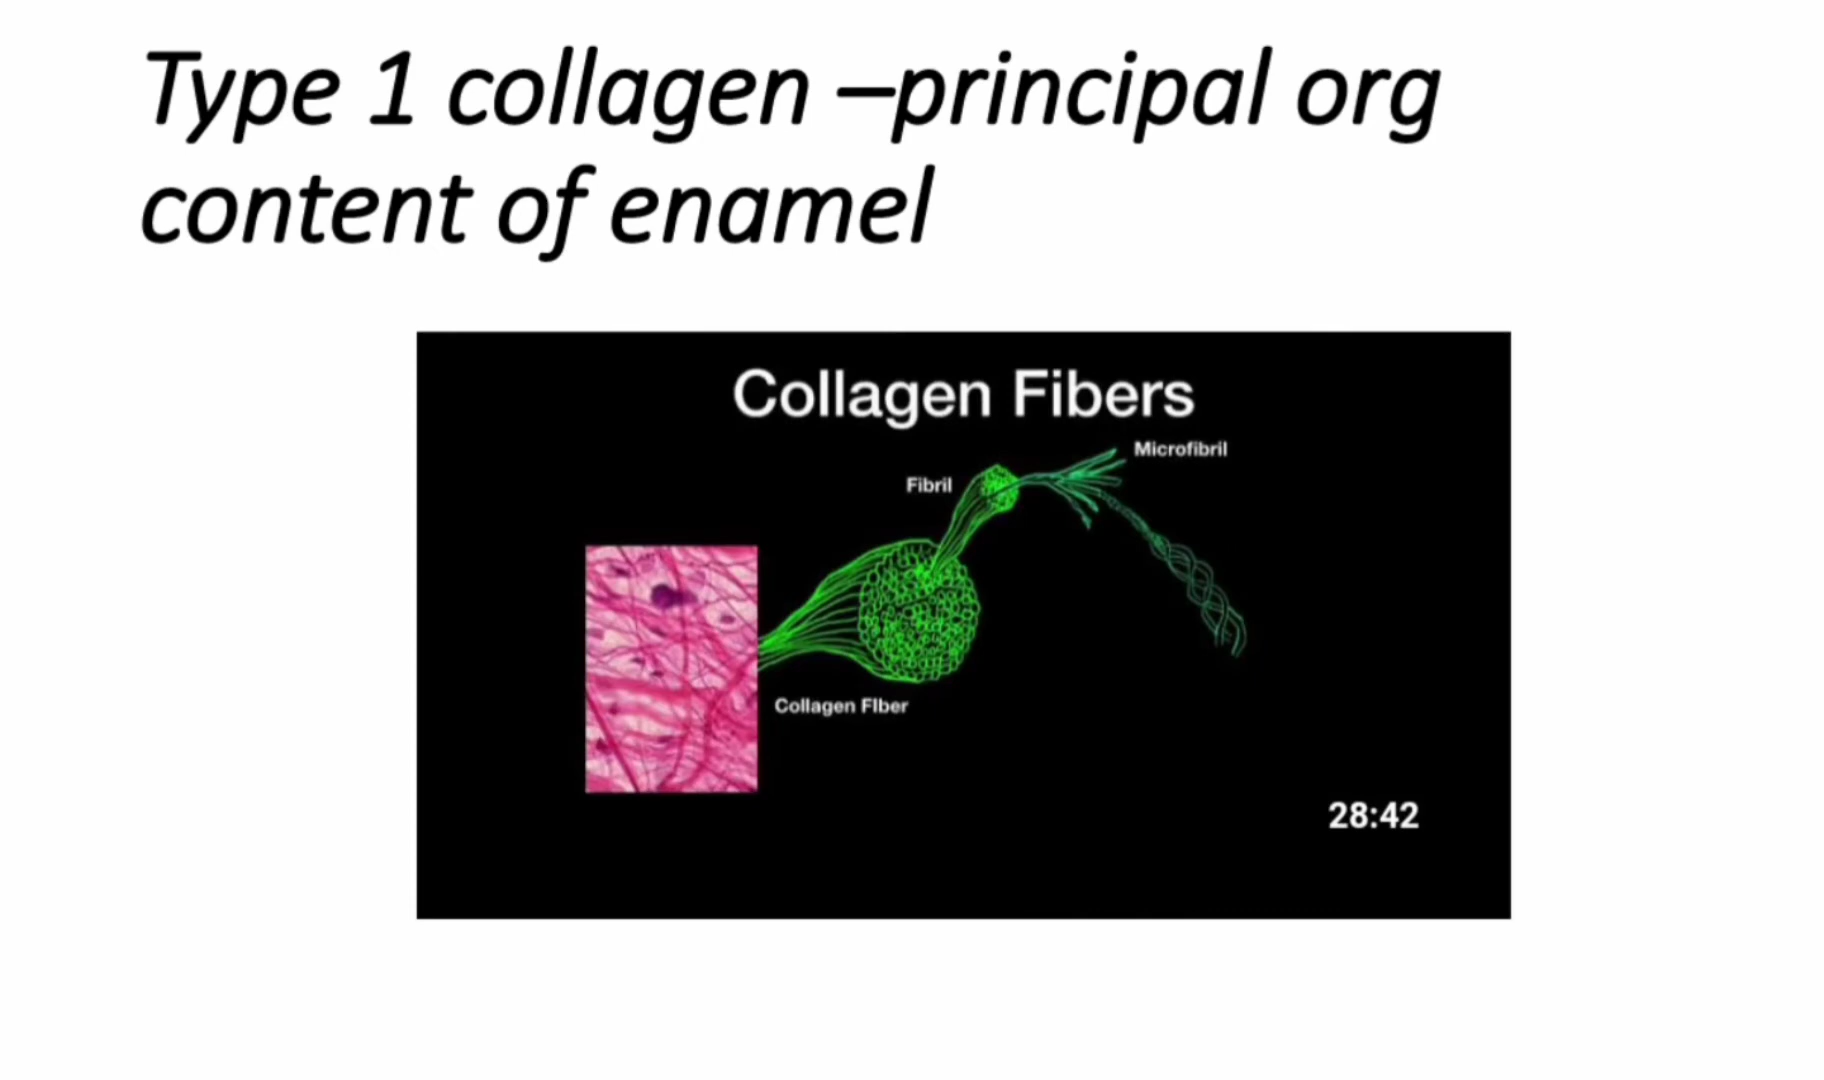 Type 1 collagen –principal org
content of enamel
Collagen Fibers
Microfibril
Fibril
Collagen FIber
28:42